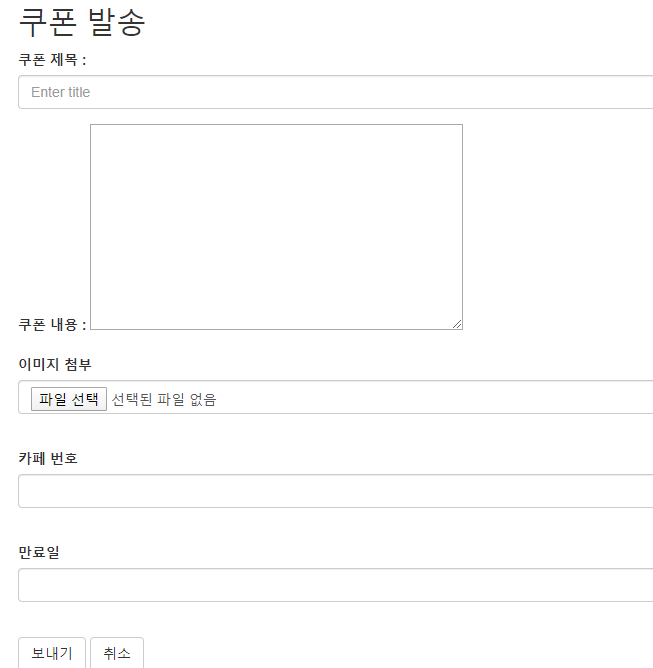 쿠폰 발송
쿠폰 제목 :
Enter title
쿠폰 내용 :
이미지 첨부
파일 선택 선택된 파일 없음
카페 번호
만료일
보내기 취소